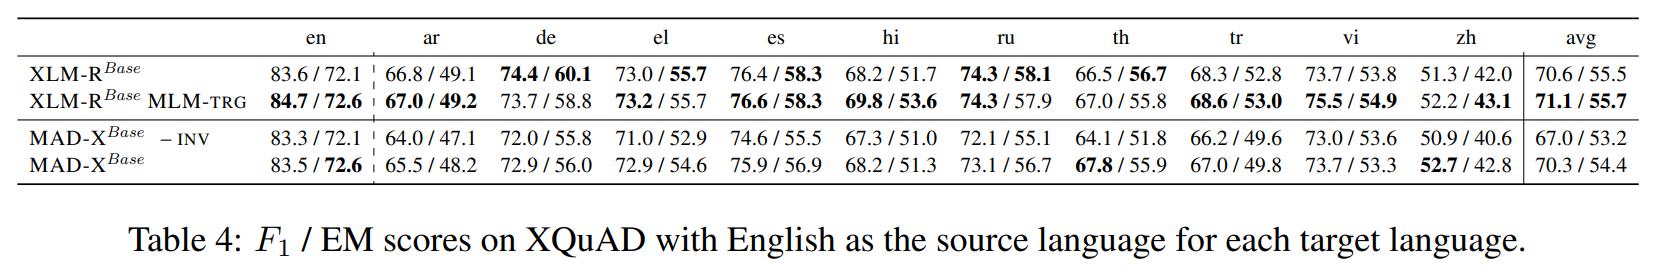 en ar de el es hi ru th tr vi zh avg
XLM-R^Base 83.6 / 72.1 66.8 / 49.1 74.4 / 60.1 73.0 / 55.7 76.4 / 58.3 68.2 / 51.7 74.3 / 58.1 66.5 / 56.7 68.3 / 52.8 73.7 / 53.8 51.3 / 42.0 70.6 / 55.5
XLM-R^Base MLM-TRG 84.7 / 72.6 67.0 / 49.2 73.7 / 58.8 73.2 / 55.7 76.6 / 58.3 69.8 / 53.6 74.3 / 57.9 67.0 / 55.8 68.6 / 53.0 75.5 / 54.9 52.2 / 43.1 71.1 / 55.7
MAD-X^Base – INV 83.3 / 72.1 64.0 / 47.1 72.0 / 55.8 71.0 / 52.9 74.6 / 55.5 67.3 / 51.0 72.1 / 55.1 64.1 / 51.8 66.2 / 49.6 73.0 / 53.6 50.9 / 40.6 67.0 / 53.2
MAD-X^Base 83.5 / 72.6 65.5 / 48.2 72.9 / 56.0 72.9 / 54.6 75.9 / 56.9 68.2 / 51.3 73.1 / 56.7 67.8 / 55.9 67.0 / 49.8 73.7 / 53.3 52.7 / 42.8 70.3 / 54.4
Table 4: F₁ / EM scores on XQuAD with English as the source language for each target language.